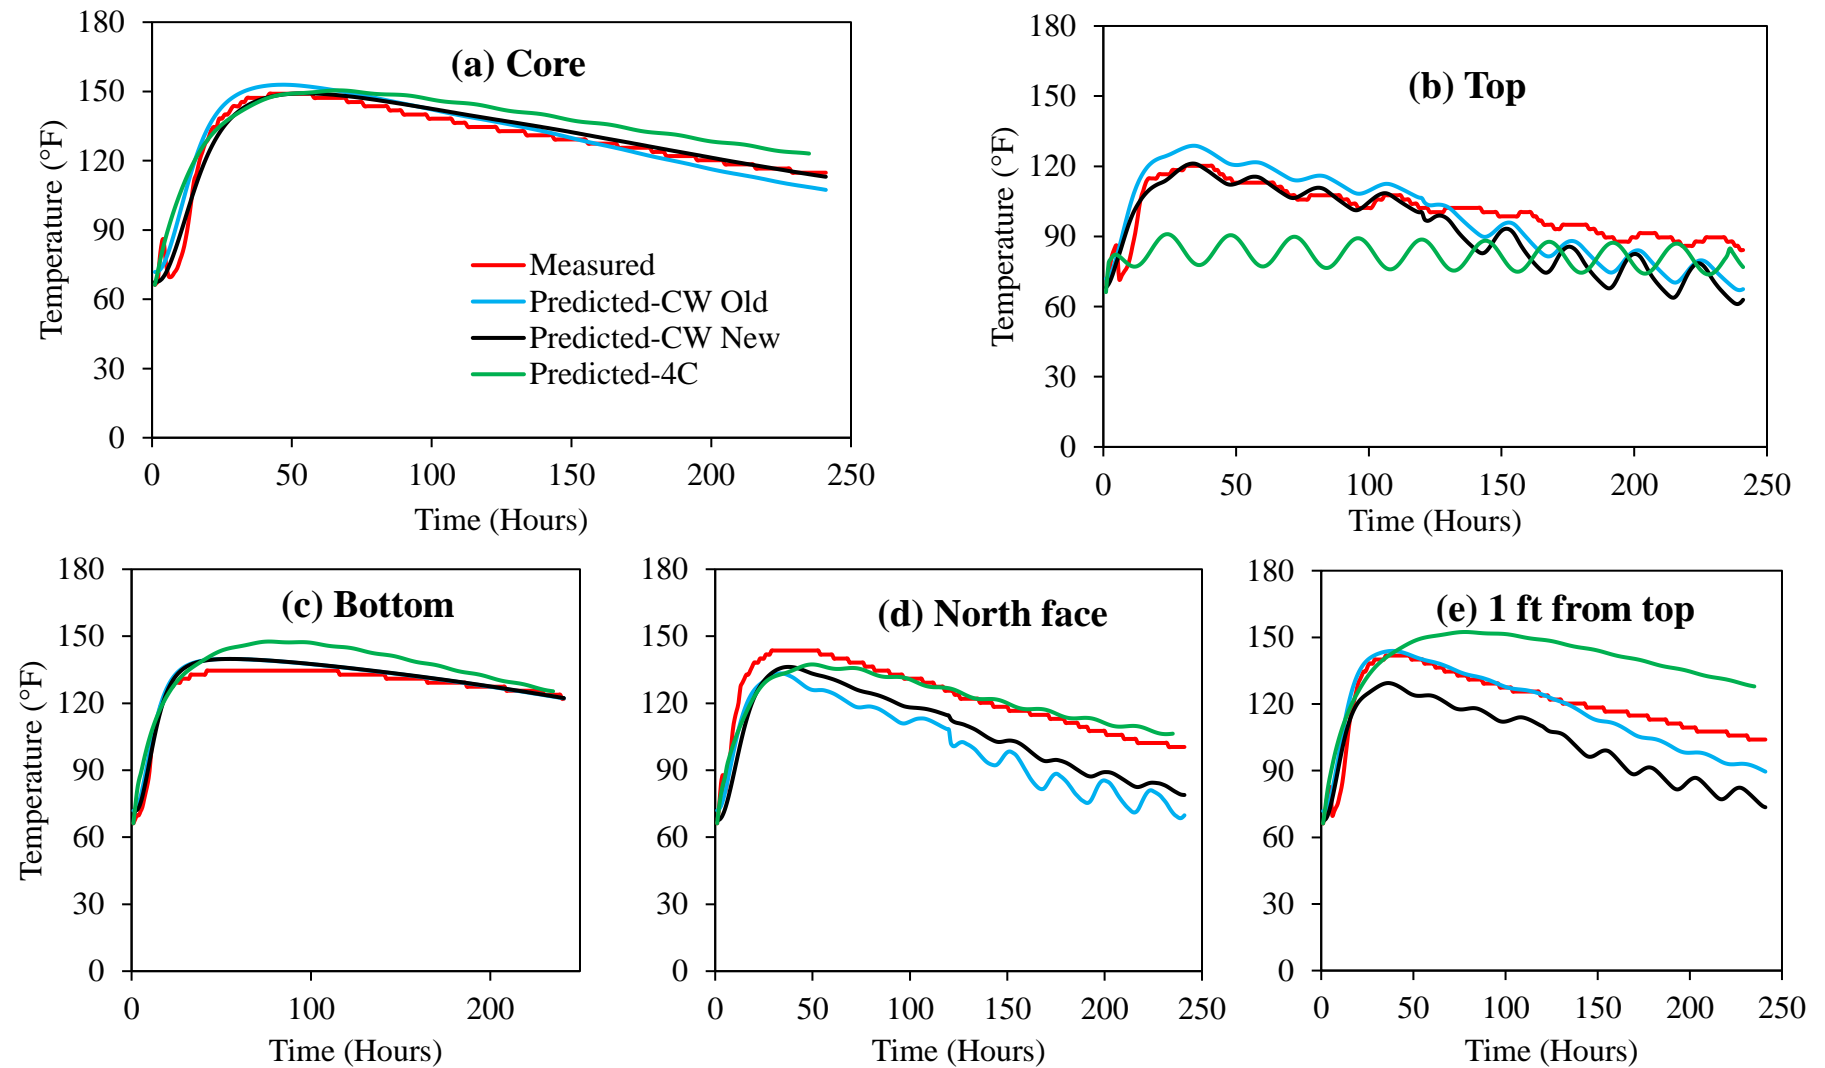 180
150
120
90
60
30
0
Temperature (°F)
(a) Core
Measured
Predicted-CW Old
Predicted-CW New
Predicted-4C
0 50 100 150 200 250
Time (Hours)
180
150
120
90
60
30
0
Temperature (°F)
(b) Top
0 50 100 150 200 250
Time (Hours)
180
150
120
90
60
30
0
Temperature (°F)
(c) Bottom
0 100 200
Time (Hours)
180
150
120
90
60
30
0
(d) North face
0 50 100 150 200 250
Time (Hours)
180
150
120
90
60
30
0
(e) 1 ft from top
0 50 100 150 200 250
Time (Hours)